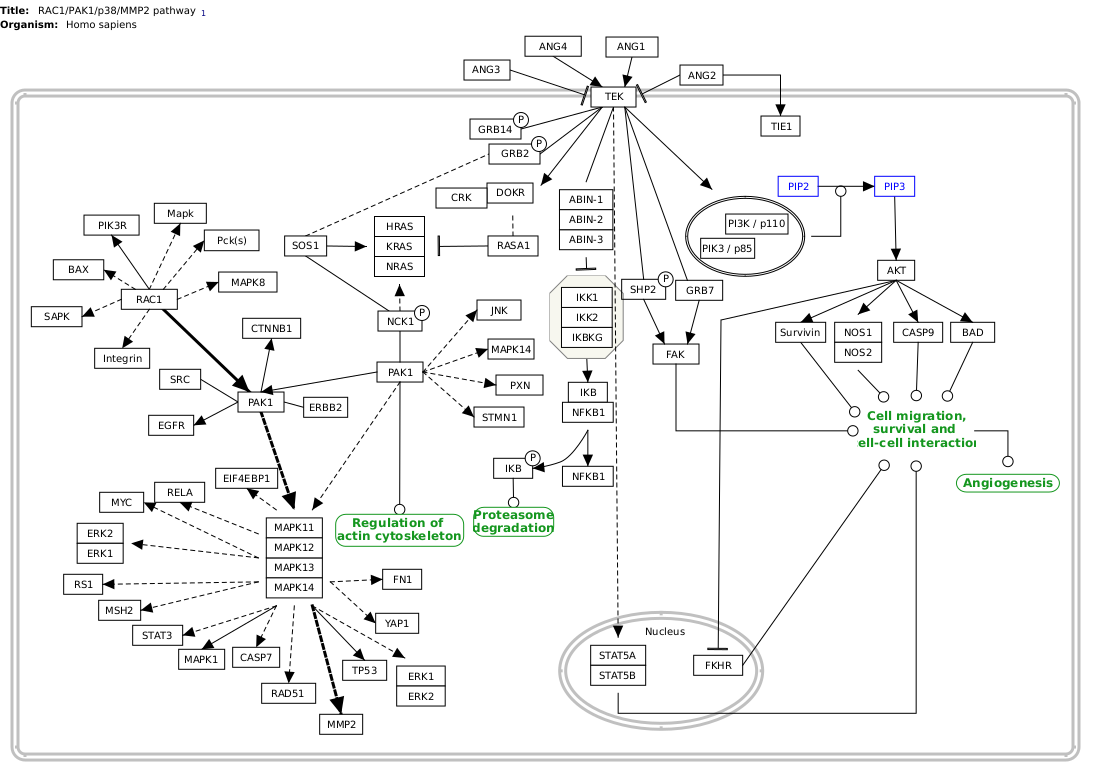 Title: RAC1/PAK1/p38/MMP2 pathway 1
Organism: Homo sapiens
ANG4
ANG1
ANG3
ANG2
TEK
TIE1
GRB14
P
GRB2
P
CRK
DOKR
ABIN-1
ABIN-2
ABIN-3
PIP2
PIP3
PI3K / p110
PIK3 / p85
PIK3R
Mapk
Pck(s)
BAX
MAPK8
RAC1
SAPK
Integrin
SOS1
HRAS
KRAS
NRAS
RASA1
AKT
SHP2
P
GRB7
IKK1
IKK2
IKBKG
NCK1
P
JNK
MAPK14
PXN
STMN1
PAK1
CTNNB1
SRC
PAK1
ERBB2
EGFR
FAK
Survivin
NOS1
NOS2
CASP9
BAD
IKB
NFKB1
Cell migration,
survival and
ell-cell interaction
IKB
P
NFKB1
Angiogenesis
EIF4EBP1
RELA
MYC
ERK2
ERK1
RS1
MSH2
STAT3
MAPK1
CASP7
RAD51
MAPK11
MAPK12
MAPK13
MAPK14
Regulation of
actin cytoskeleton
Proteasome
degradation
FN1
YAP1
TP53
ERK1
ERK2
MMP2
Nucleus
STAT5A
STAT5B
FKHR